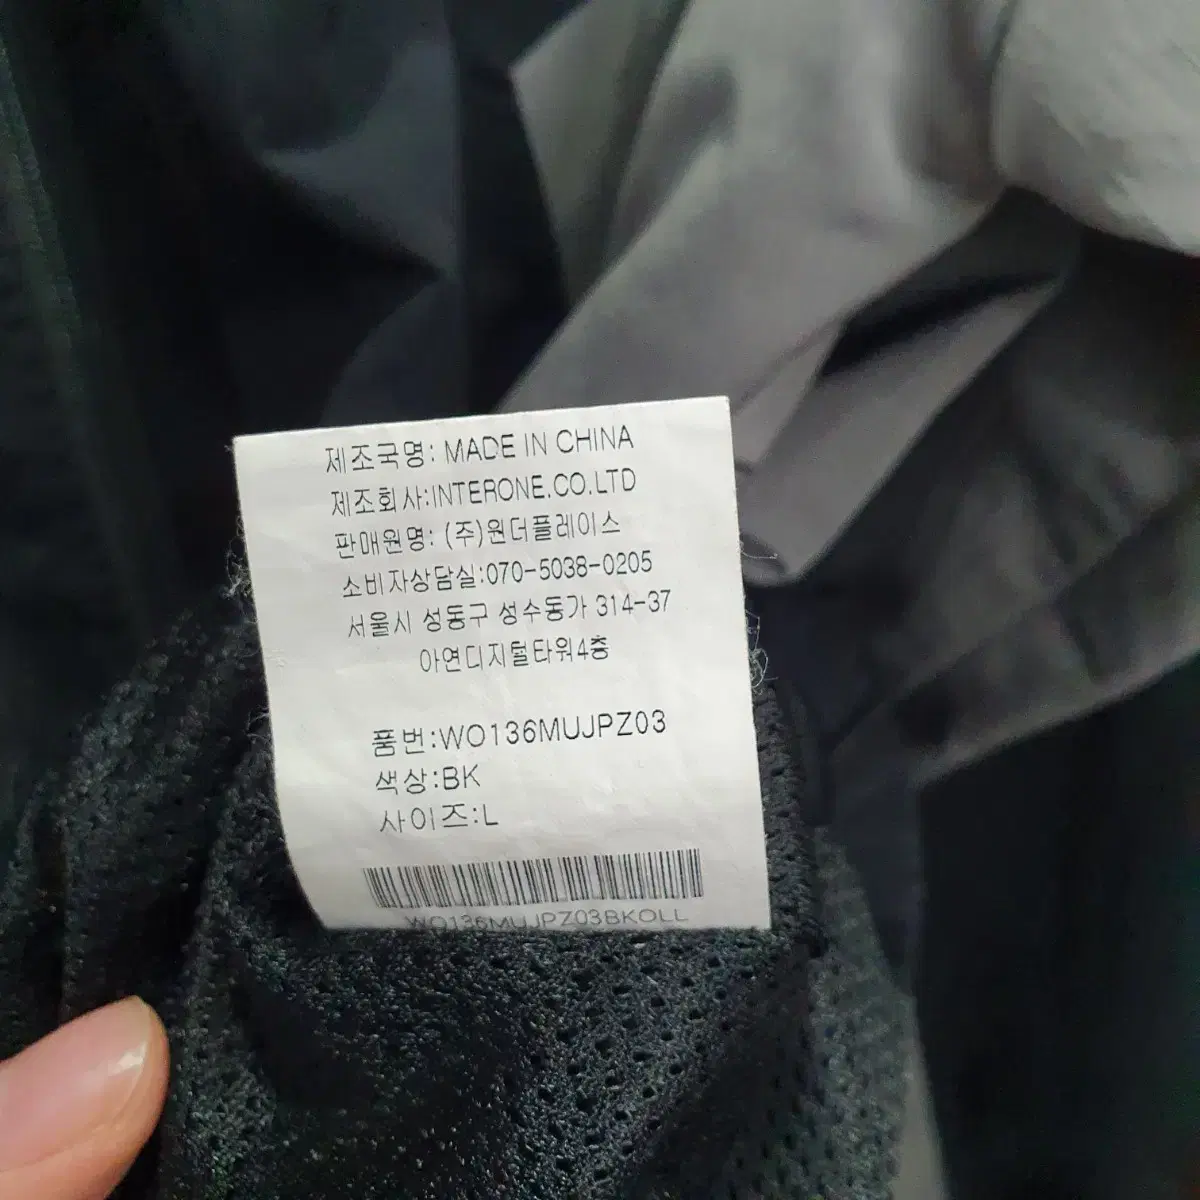 제조국명: MADE IN CHINA
제조회사:INTERONE.CO.LTD
판매원명: (주)원더플레이스
소비자상담실:070-5038-0205
서울시 성동구 성수동가 314-37
아연디지털타워4층
품번:WO136MUJJPZ03
색상:BK
사이즈:L
WO136MUJJPZ03BKOLL